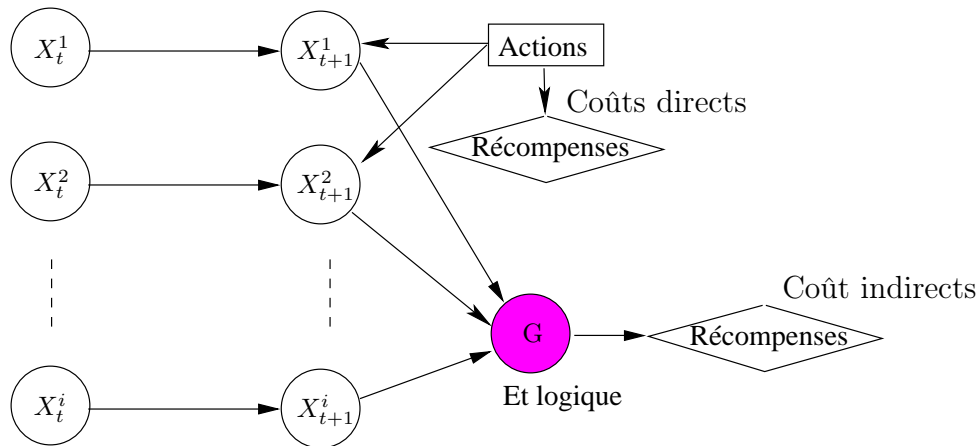 X_t^1
X_{t+1}^1
Actions
Coûts directs
Récompenses
X_t^2
X_{t+1}^2
Coût indirects
G
Récompenses
Et logique
X_t^i
X_{t+1}^i